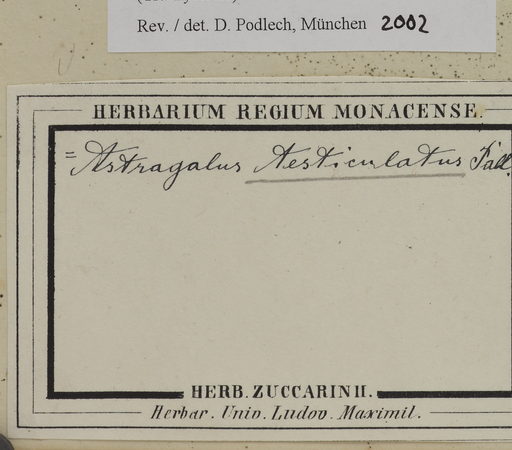 Rev. / det. D. Podlech, München 2002
HERBARIUM REGIUM MONACENSE.
= Astragalus testiculatus Pall.
HERB. ZUCCARINII.
Herbar. Univ. Ludov. Maximil.